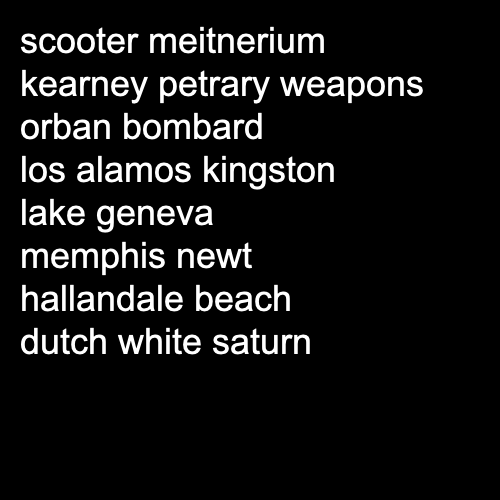 scooter meitnerium
kearney petrary weapons
orban bombard
los alamos kingston
lake geneva
memphis newt
hallandale beach
dutch white saturn